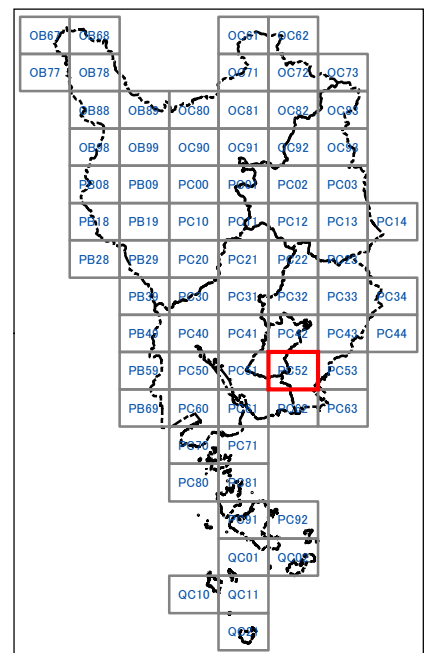 OB67 OB68 OC61 OC62
OB77 OB78 OC71 OC72 OC73
OB88 OB89 OC80 OC81 OC82 OC83
OB98 OB99 OC90 OC91 OC92 OC93
PB08 PB09 PC00 PC01 PC02 PC03
PB18 PB19 PC10 PC11 PC12 PC13 PC14
PB28 PB29 PC20 PC21 PC22 PC23
PB39 PC30 PC31 PC32 PC33 PC34
PB49 PC40 PC41 PC42 PC43 PC44
PB59 PC50 PC51 PC52 PC53
PB69 PC60 PC61 PC62 PC63
PC70 PC71
PC80 PC81
PC91 PC92
QC01 QC02
QC10 QC11
QC21